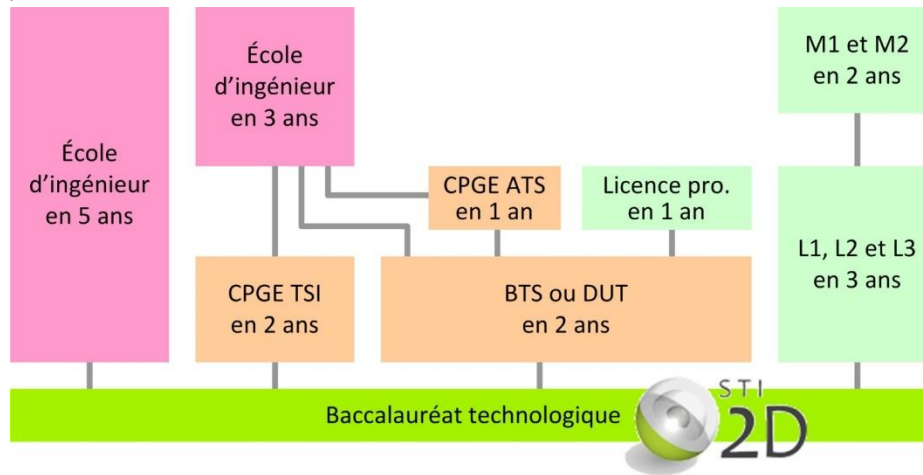 École
d'ingénieur
en 5 ans
École
d'ingénieur
en 3 ans
M1 et M2
en 2 ans
CPGE ATS
en 1 an
Licence pro.
en 1 an
L1, L2 et L3
en 3 ans
CPGE TSI
en 2 ans
BTS ou DUT
en 2 ans
Baccalauréat technologique
STI
2D